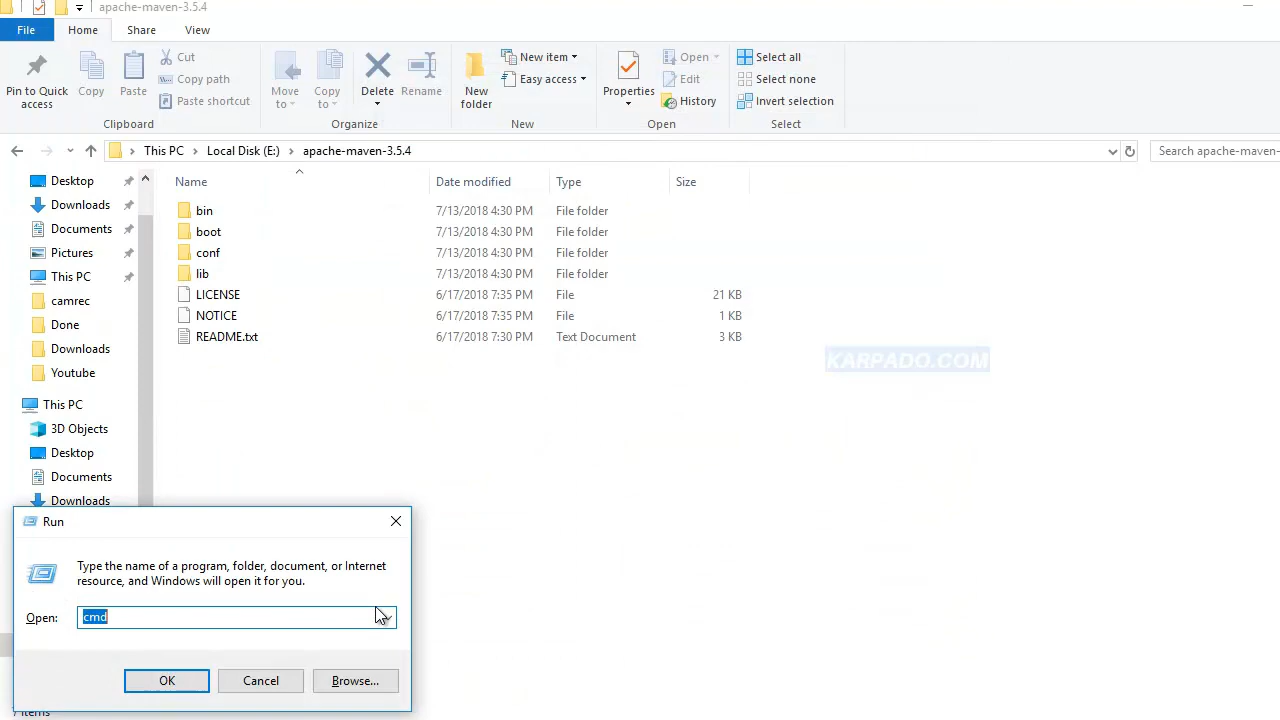 apache-maven-3.5.4
File Home Share View
Pin to Quick access
Copy
Paste
Cut
Copy path
Paste shortcut
Clipboard
Move to
Copy to
Delete
Rename
Organize
New folder
New item
Easy access
New
Properties
Open
Edit
History
Open
Select all
Select none
Invert selection
Select
This PC > Local Disk (E:) > apache-maven-3.5.4
Search apache-maven-
Desktop
Downloads
Documents
Pictures
This PC
camrec
Done
Downloads
Youtube
This PC
3D Objects
Desktop
Documents
Downloads
Name Date modified Type Size
bin 7/13/2018 4:30 PM File folder
boot 7/13/2018 4:30 PM File folder
conf 7/13/2018 4:30 PM File folder
lib 7/13/2018 4:30 PM File folder
LICENSE 6/17/2018 7:35 PM File 21 KB
NOTICE 6/17/2018 7:35 PM File 1 KB
README.txt 6/17/2018 7:30 PM Text Document 3 KB
KARPADO.COM
Run
Type the name of a program, folder, document, or Internet
resource, and Windows will open it for you.
Open: cmd
OK Cancel Browse...
7 items